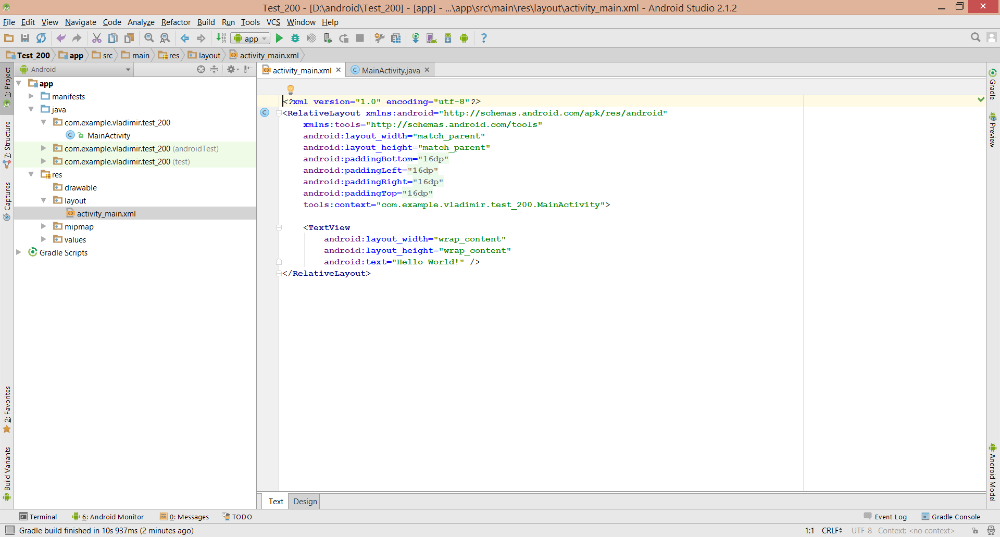 Test_200 - [D:\android\Test_200] - [app] - ...\app\src\main\res\layout\activity_main.xml - Android Studio 2.1.2
File Edit View Navigate Code Analyze Refactor Build Run Tools VCS Window Help
app
Test_200 app src main res layout activity_main.xml
1: Project
Z: Structure
Captures
2: Favorites
Build Variants
Android
app
manifests
java
com.example.vladimir.test_200
MainActivity
com.example.vladimir.test_200 (androidTest)
com.example.vladimir.test_200 (test)
res
drawable
layout
activity_main.xml
mipmap
values
Gradle Scripts
activity_main.xml MainActivity.java
<?xml version="1.0" encoding="utf-8"?>
<RelativeLayout xmlns:android="http://schemas.android.com/apk/res/android"
xmlns:tools="http://schemas.android.com/tools"
android:layout_width="match_parent"
android:layout_height="match_parent"
android:paddingBottom="16dp"
android:paddingLeft="16dp"
android:paddingRight="16dp"
android:paddingTop="16dp"
tools:context="com.example.vladimir.test_200.MainActivity">
<TextView
android:layout_width="wrap_content"
android:layout_height="wrap_content"
android:text="Hello World!" />
</RelativeLayout>
Text Design
Gradle
Preview
Android Model
Terminal 6: Android Monitor 0: Messages TODO Event Log Gradle Console
Gradle build finished in 10s 937ms (2 minutes ago) 1:1 CRLF UTF-8 Context: <no context>